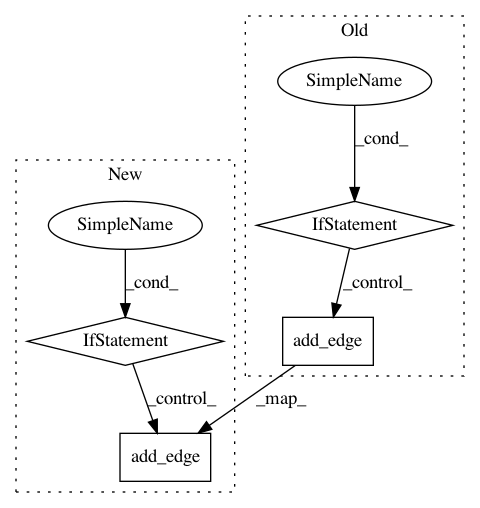 Old
SimpleName
_cond_
New
SimpleName
IfStatement
_cond_
_control_
IfStatement
add_edge
_control_
_map_
add_edge